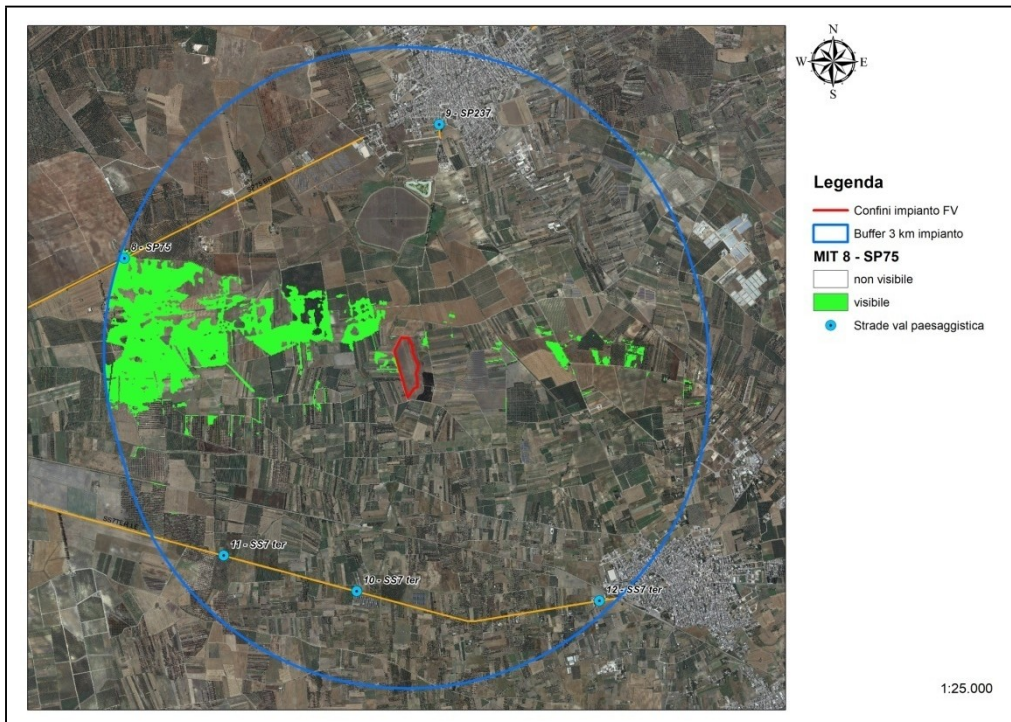 N
W
E
S
9 - SP237
8 - SP75
11 - SS7 ter
10 - SS7 ter
12 - SS7 ter
Legenda
Confini impianto FV
Buffer 3 km impianto
MIT 8 - SP75
non visibile
visibile
Strade val paesaggistica
1:25.000